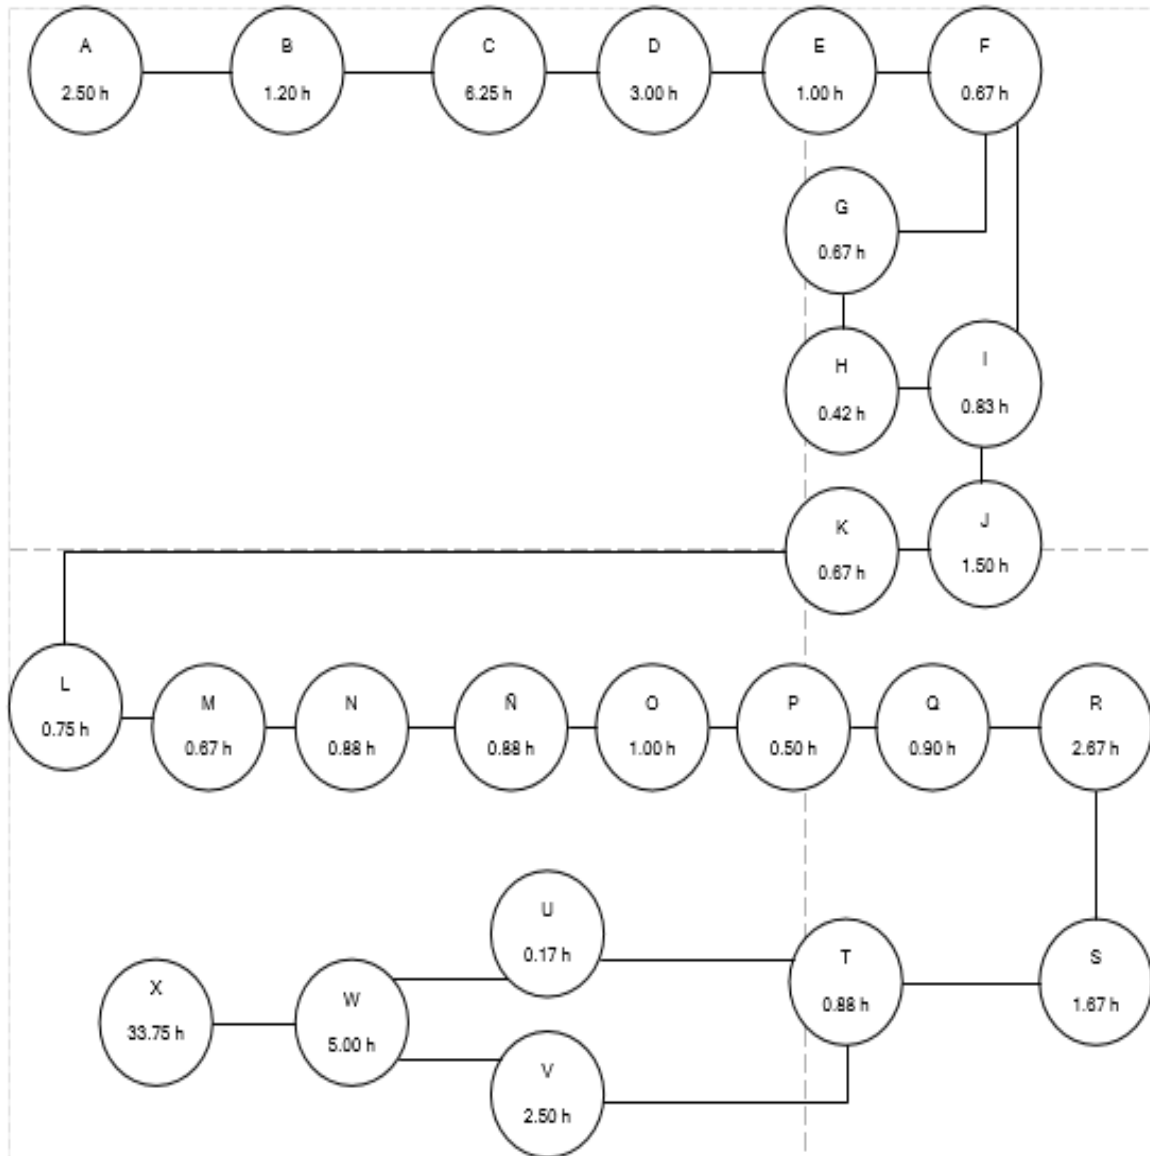 A
2.50 h
B
1.20 h
C
6.25 h
D
3.00 h
E
1.00 h
F
0.67 h
G
0.67 h
H
0.42 h
I
0.83 h
J
1.50 h
K
0.67 h
L
0.75 h
M
0.67 h
N
0.88 h
Ñ
0.88 h
O
1.00 h
P
0.50 h
Q
0.90 h
R
2.67 h
S
1.67 h
T
0.88 h
U
0.17 h
V
2.50 h
W
5.00 h
X
33.75 h